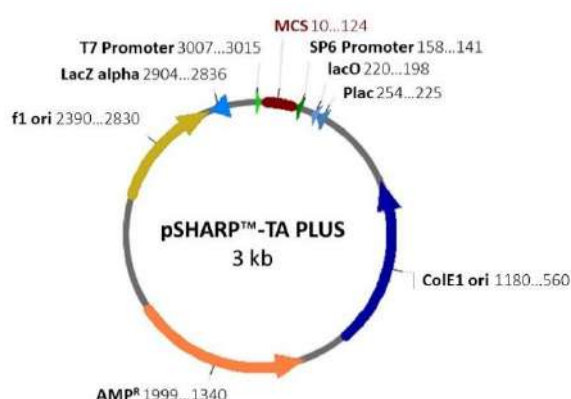 MCS 10...124
T7 Promoter 3007...3015
SP6 Promoter 158...141
LacZ alpha 2904...2836
lacO 220...198
Plac 254...225
f1 ori 2390...2830
pSHARP™-TA PLUS
3 kb
ColE1 ori 1180...560
AMPᴿ 1999...1340